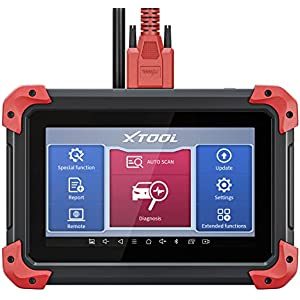 XTOOL
Special function
AUTO SCAN
Update
Report
Diagnosis
Settings
Remote
Extended functions